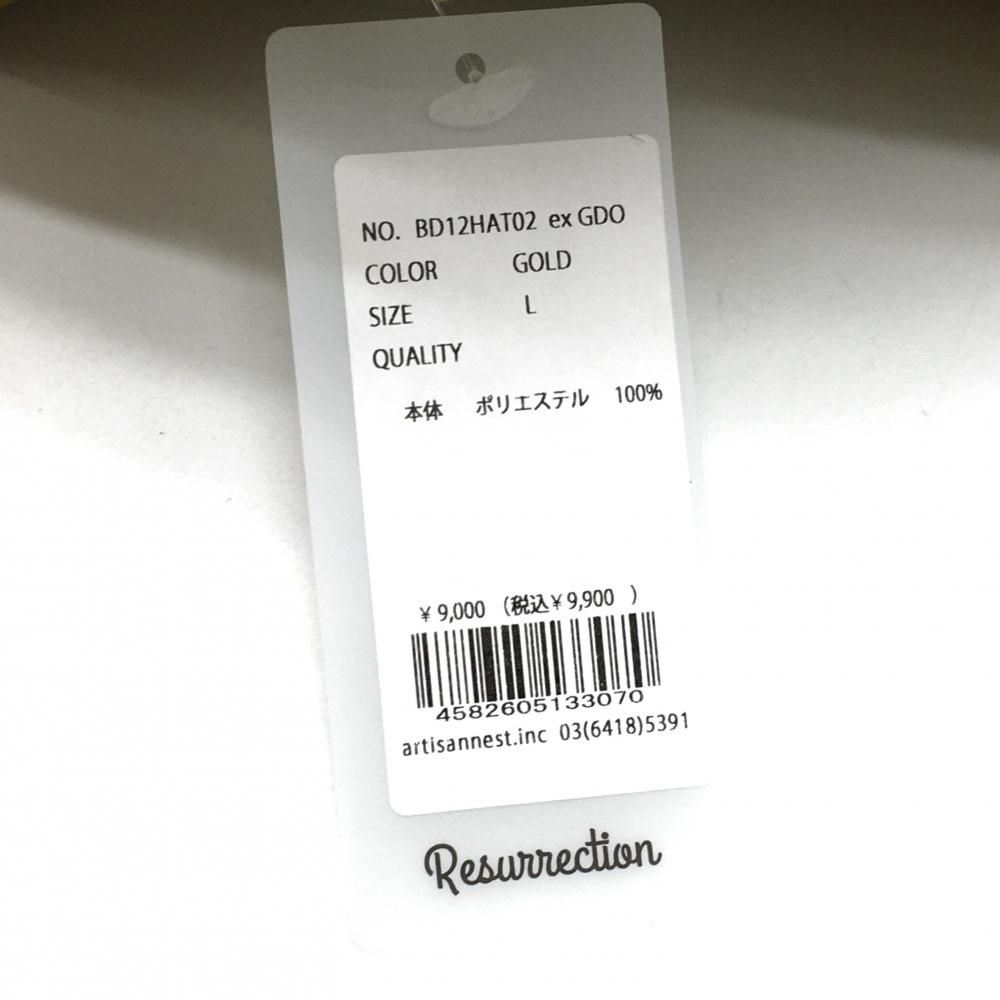 NO. BD12HAT02 ex GDO
COLOR GOLD
SIZE L
QUALITY
本体 ポリエステル 100%
¥ 9,000 (税込¥ 9,900 )
4582605133070
artisannest.inc 03(6418)5391
Resurrection